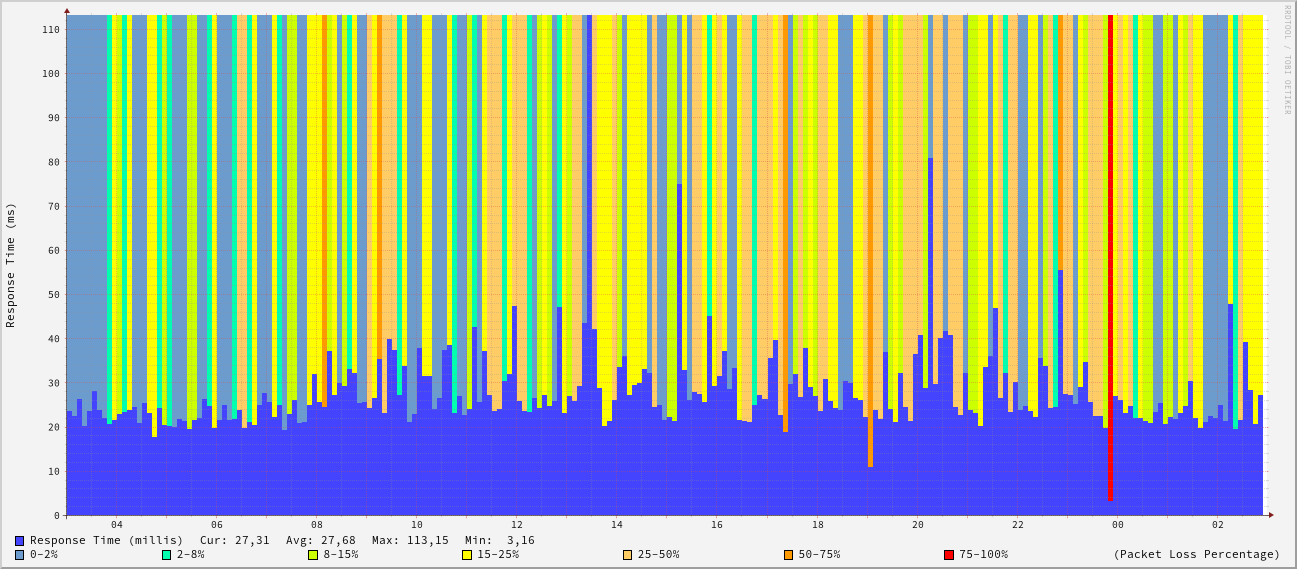 RRDTOOL / TOBI OETIKER
Response Time (ms)
110
100
90
80
70
60
50
40
30
20
10
0
04 06 08 10 12 14 16 18 20 22 00 02
Response Time (millis) Cur: 27,31 Avg: 27,68 Max: 113,15 Min: 3,16
0-2% 2-8% 8-15% 15-25% 25-50% 50-75% 75-100% (Packet Loss Percentage)